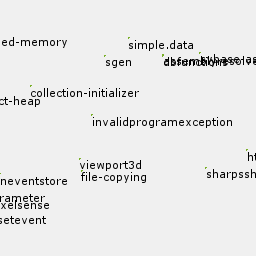 ed-memory
simple.data
sgen
collection-initializer
ct-heap
invalidprogramexception
viewport3d
file-copying
sharpssh
neventstore
rameter
xelsense
setevent